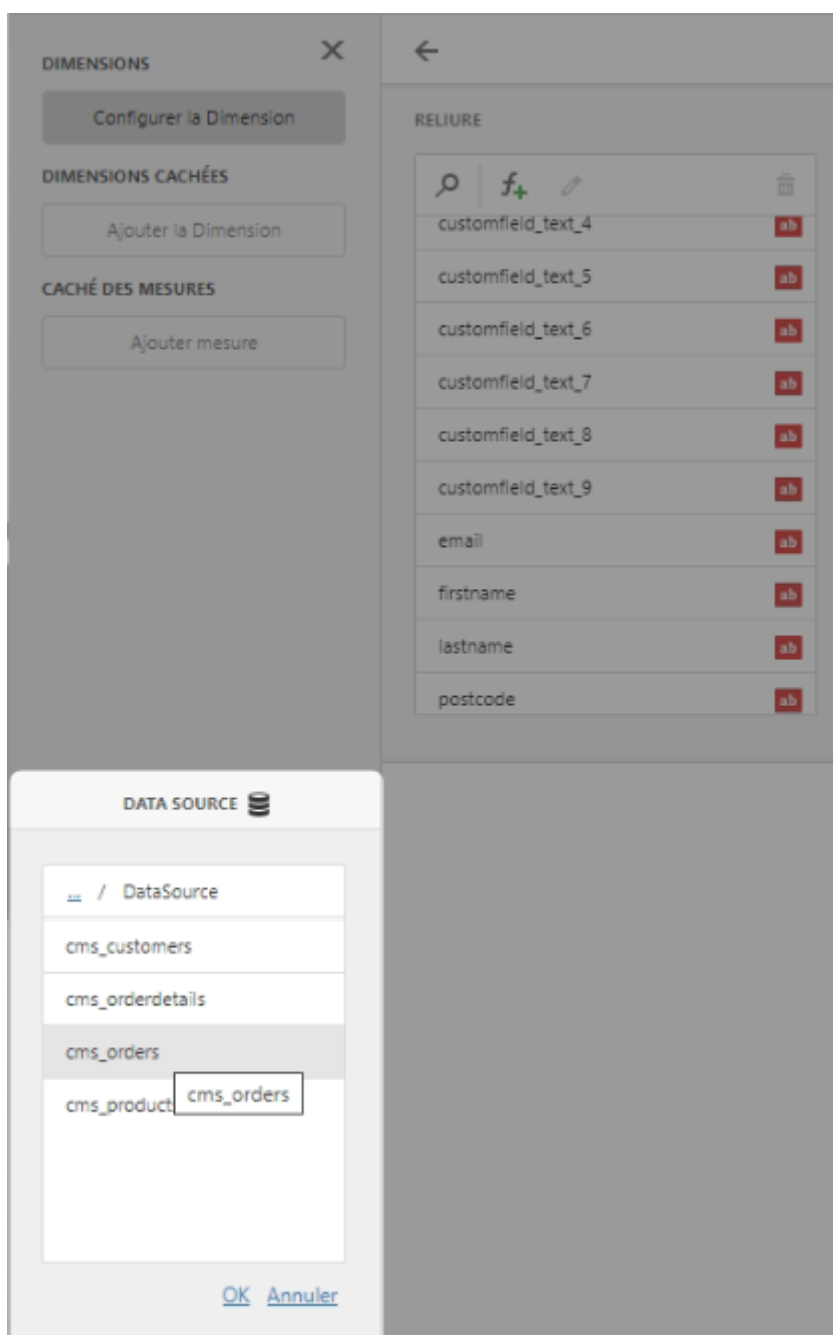 DIMENSIONS
Configurer la Dimension
DIMENSIONS CACHÉES
Ajouter la Dimension
CACHÉ DES MESURES
Ajouter mesure
RELIURE
customfield_text_4 ab
customfield_text_5 ab
customfield_text_6 ab
customfield_text_7 ab
customfield_text_8 ab
customfield_text_9 ab
email ab
firstname ab
lastname ab
postcode ab
DATA SOURCE
... / DataSource
cms_customers
cms_orderdetails
cms_orders
cms_orders
cms_product
OK Annuler